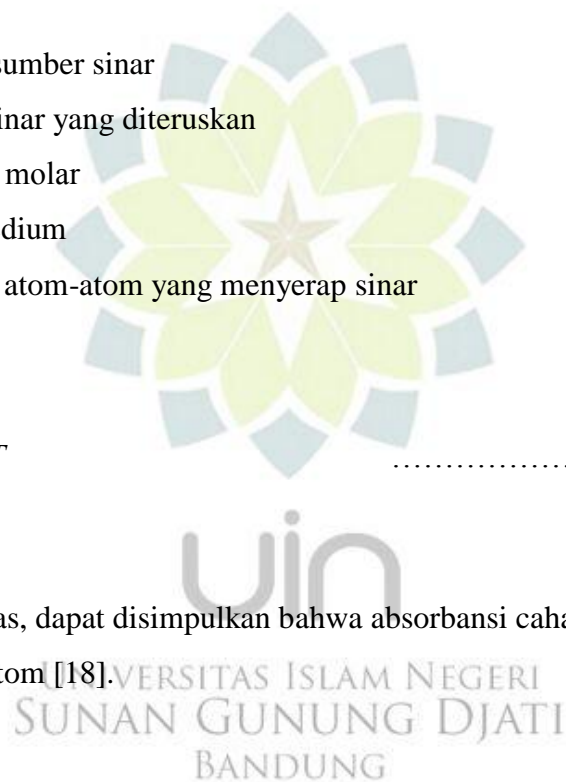 sumber sinar
inar yang diteruskan
molar
dium
atom-atom yang menyerap sinar
………………
uin
as, dapat disimpulkan bahwa absorbansi caha
tom [18].
UNIVERSITAS ISLAM NEGERI
SUNAN GUNUNG DJATI
BANDUNG